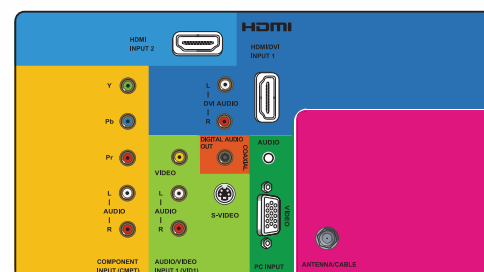 HDMI
HDMI
INPUT 2
HDMI/DVI
INPUT 1
Y
Pb
Pr
L
AUDIO
R
COMPONENT
INPUT (CMPT)
L
DVI AUDIO
R
VIDEO
L
AUDIO
R
AUDIO/VIDEO
INPUT 1 (VID1)
DIGITAL AUDIO
OUT
COAXIAL
S-VIDEO
AUDIO
VIDEO
PC INPUT
ANTENNA/CABLE